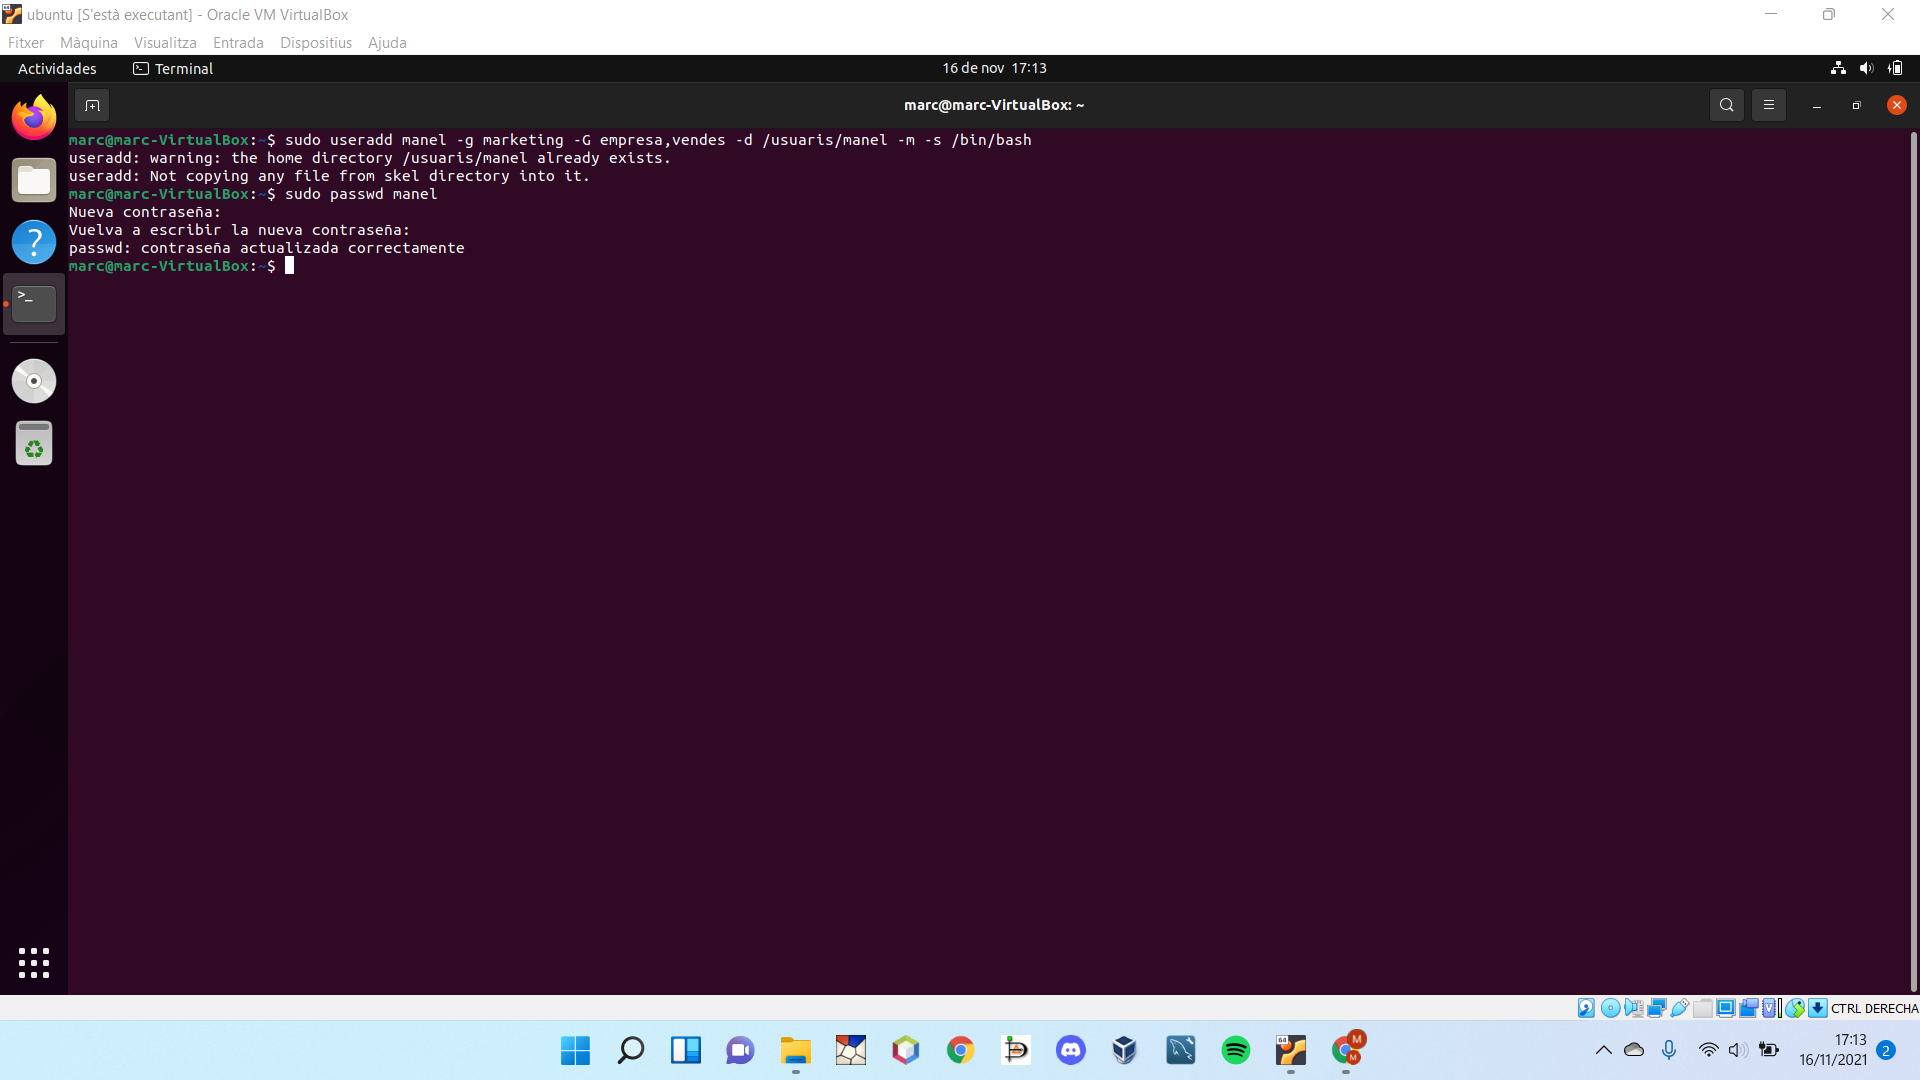 ubuntu [S'està executant] - Oracle VM VirtualBox
Fitxer Màquina Visualitza Entrada Dispositius Ajuda
Actividades Terminal 16 de nov 17:13
marc@marc-VirtualBox: ~
marc@marc-VirtualBox:~$ sudo useradd manel -g marketing -G empresa,vendes -d /usuaris/manel -m -s /bin/bash
useradd: warning: the home directory /usuaris/manel already exists.
useradd: Not copying any file from skel directory into it.
marc@marc-VirtualBox:~$ sudo passwd manel
Nueva contraseña:
Vuelva a escribir la nueva contraseña:
passwd: contraseña actualizada correctamente
marc@marc-VirtualBox:~$
CTRL DERECHA
17:13
16/11/2021
2